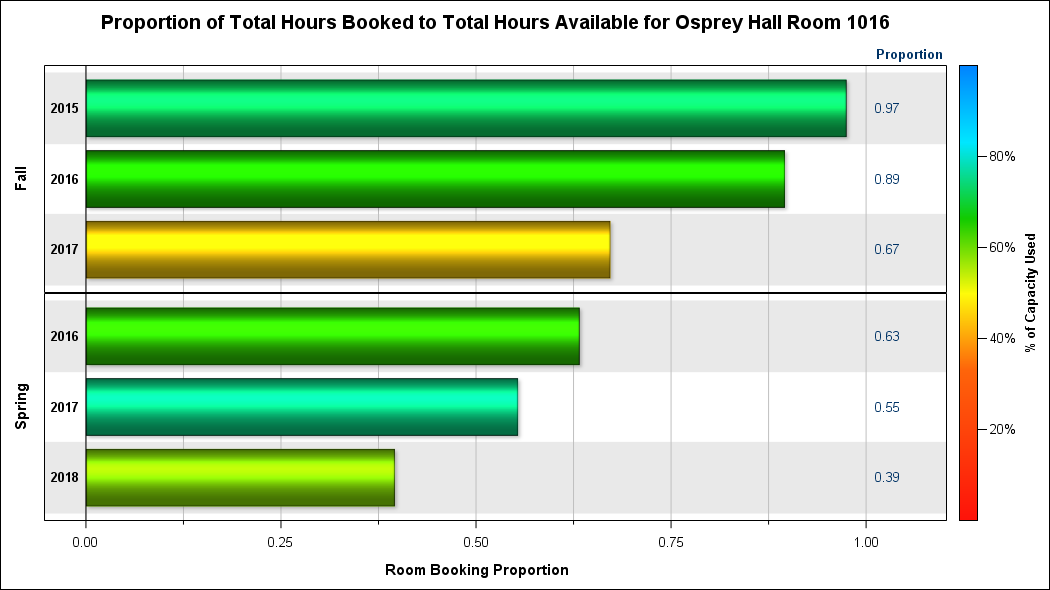 Proportion of Total Hours Booked to Total Hours Available for Osprey Hall Room 1016
Proportion
Fall
2015 0.97
2016 0.89
2017 0.67
Spring
2016 0.63
2017 0.55
2018 0.39
0.00 0.25 0.50 0.75 1.00
Room Booking Proportion
80%
60%
40%
20%
% of Capacity Used